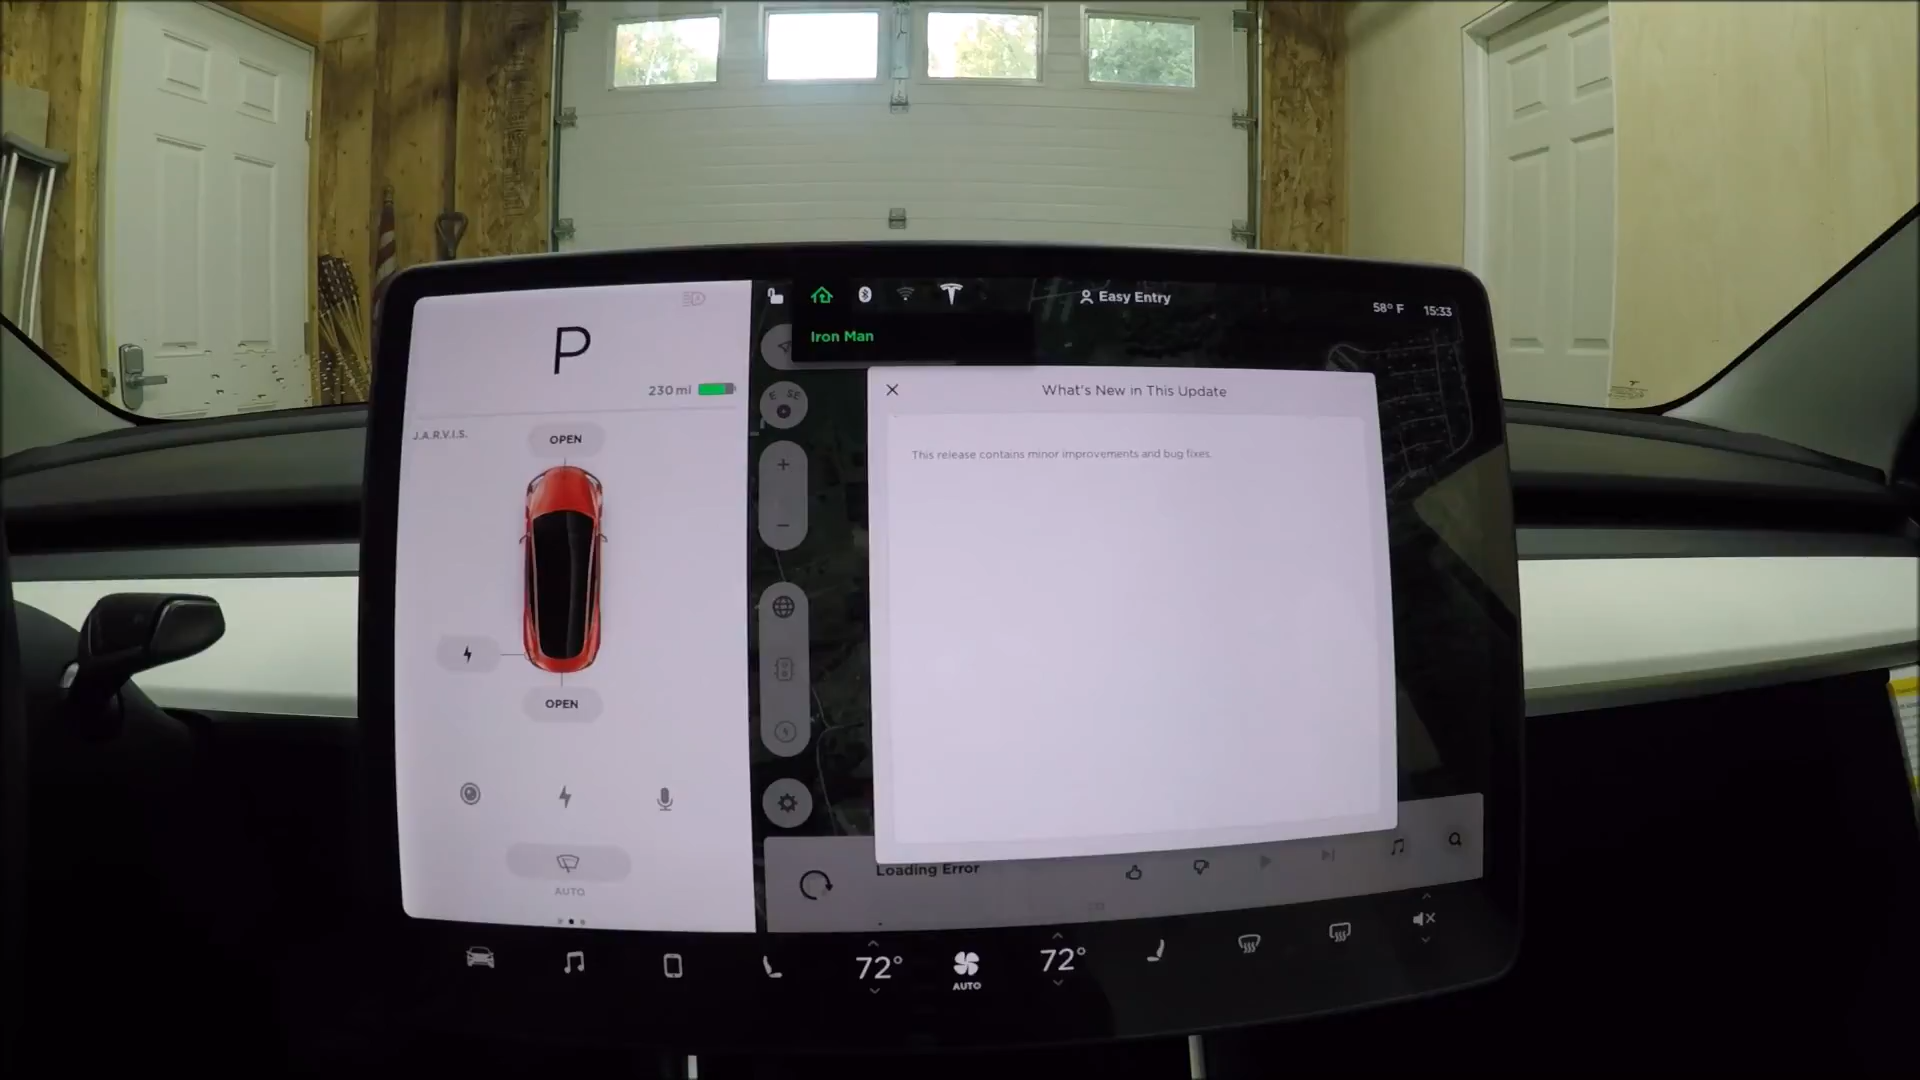 P
230 mi
J.A.R.V.I.S.
OPEN
OPEN
AUTO
Easy Entry
58° F
15:33
Iron Man
E SE
What's New in This Update
This release contains minor improvements and bug fixes.
Loading Error
72°
AUTO
72°